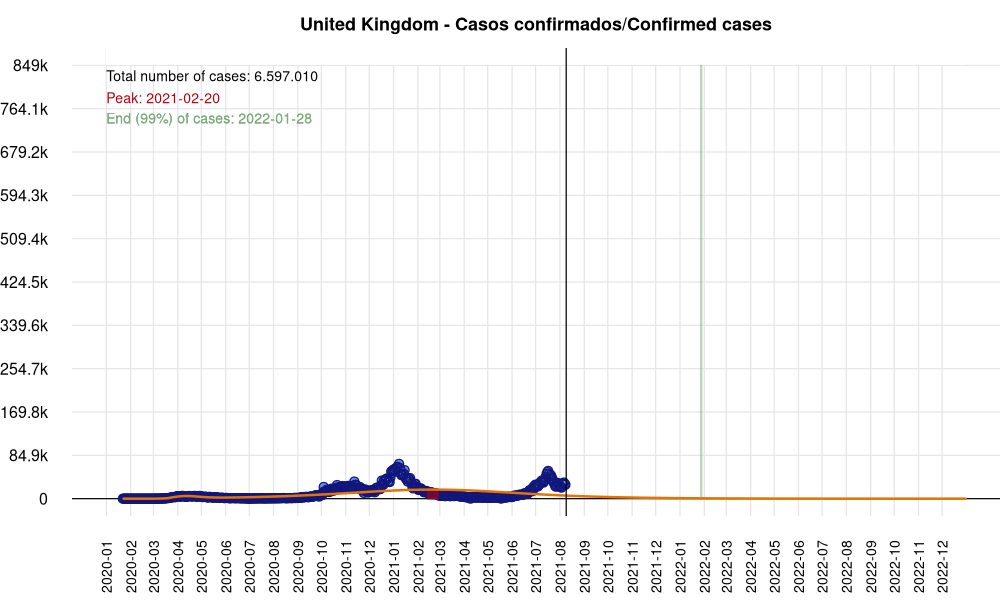 United Kingdom - Casos confirmados/Confirmed cases
849k
Total number of cases: 6.597.010
Peak: 2021-02-20
764.1k
End (99%) of cases: 2022-01-28
679.2k
594.3k
509.4k
424.5k
339.6k
254.7k
169.8k
84.9k
0
2020-01
2020-02
2020-03
2020-04
2020-05
2020-06
2020-07
2020-08
2020-09
2020-10
2020-11
2020-12
2021-01
2021-02
2021-03
2021-04
2021-05
2021-06
2021-07
2021-08
2021-09
2021-10
2021-11
2021-12
2022-01
2022-02
2022-03
2022-04
2022-05
2022-06
2022-07
2022-08
2022-09
2022-10
2022-11
2022-12